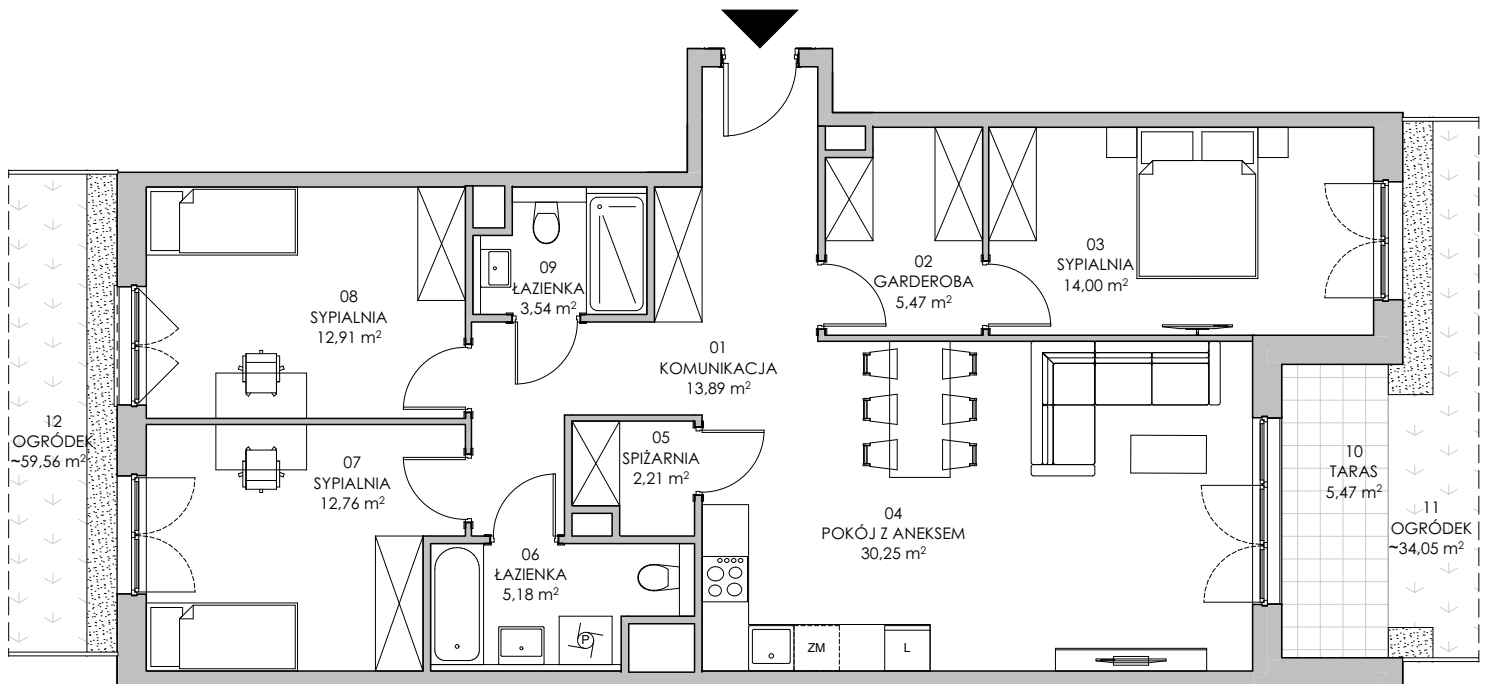 01
KOMUNIKACJA
13,89 m²
02
GARDEROBA
5,47 m²
03
SYPIALNIA
14,00 m²
04
POKÓJ Z ANEKSEM
30,25 m²
05
SPIŻARNIA
2,21 m²
06
ŁAZIENKA
5,18 m²
07
SYPIALNIA
12,76 m²
08
SYPIALNIA
12,91 m²
09
ŁAZIENKA
3,54 m²
10
TARAS
5,47 m²
11
OGRÓDEK
~34,05 m²
12
OGRÓDEK
~59,56 m²
P
ZM
L